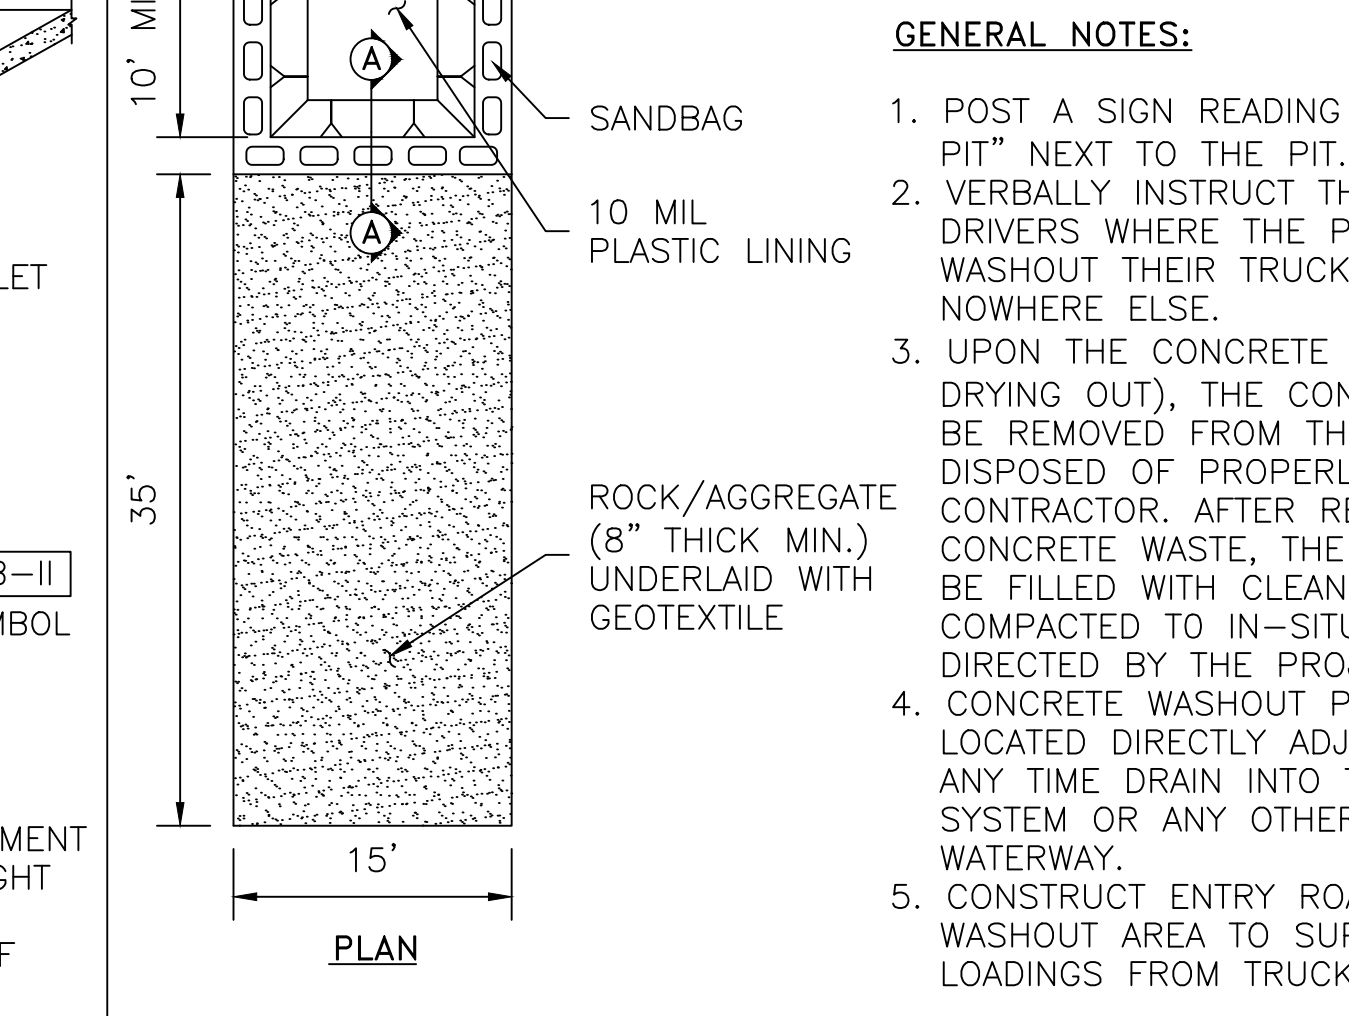 10' MI
A
A
SANDBAG
10 MIL
PLASTIC LINING
35'
ROCK/AGGREGATE
(8” THICK MIN.)
UNDERLAID WITH
GEOTEXTILE
15'
PLAN
LET
-II
MBOL
MENT
GHT
F
GENERAL NOTES:
1. POST A SIGN READING
PIT” NEXT TO THE PIT.
2. VERBALLY INSTRUCT TH
DRIVERS WHERE THE P
WASHOUT THEIR TRUCK
NOWHERE ELSE.
3. UPON THE CONCRETE
DRYING OUT), THE CON
BE REMOVED FROM TH
DISPOSED OF PROPERL
CONTRACTOR. AFTER RE
CONCRETE WASTE, THE
BE FILLED WITH CLEAN
COMPACTED TO IN-SITU
DIRECTED BY THE PROJ
4. CONCRETE WASHOUT P
LOCATED DIRECTLY ADJ
ANY TIME DRAIN INTO T
SYSTEM OR ANY OTHER
WATERWAY.
5. CONSTRUCT ENTRY ROA
WASHOUT AREA TO SUP
LOADINGS FROM TRUCK